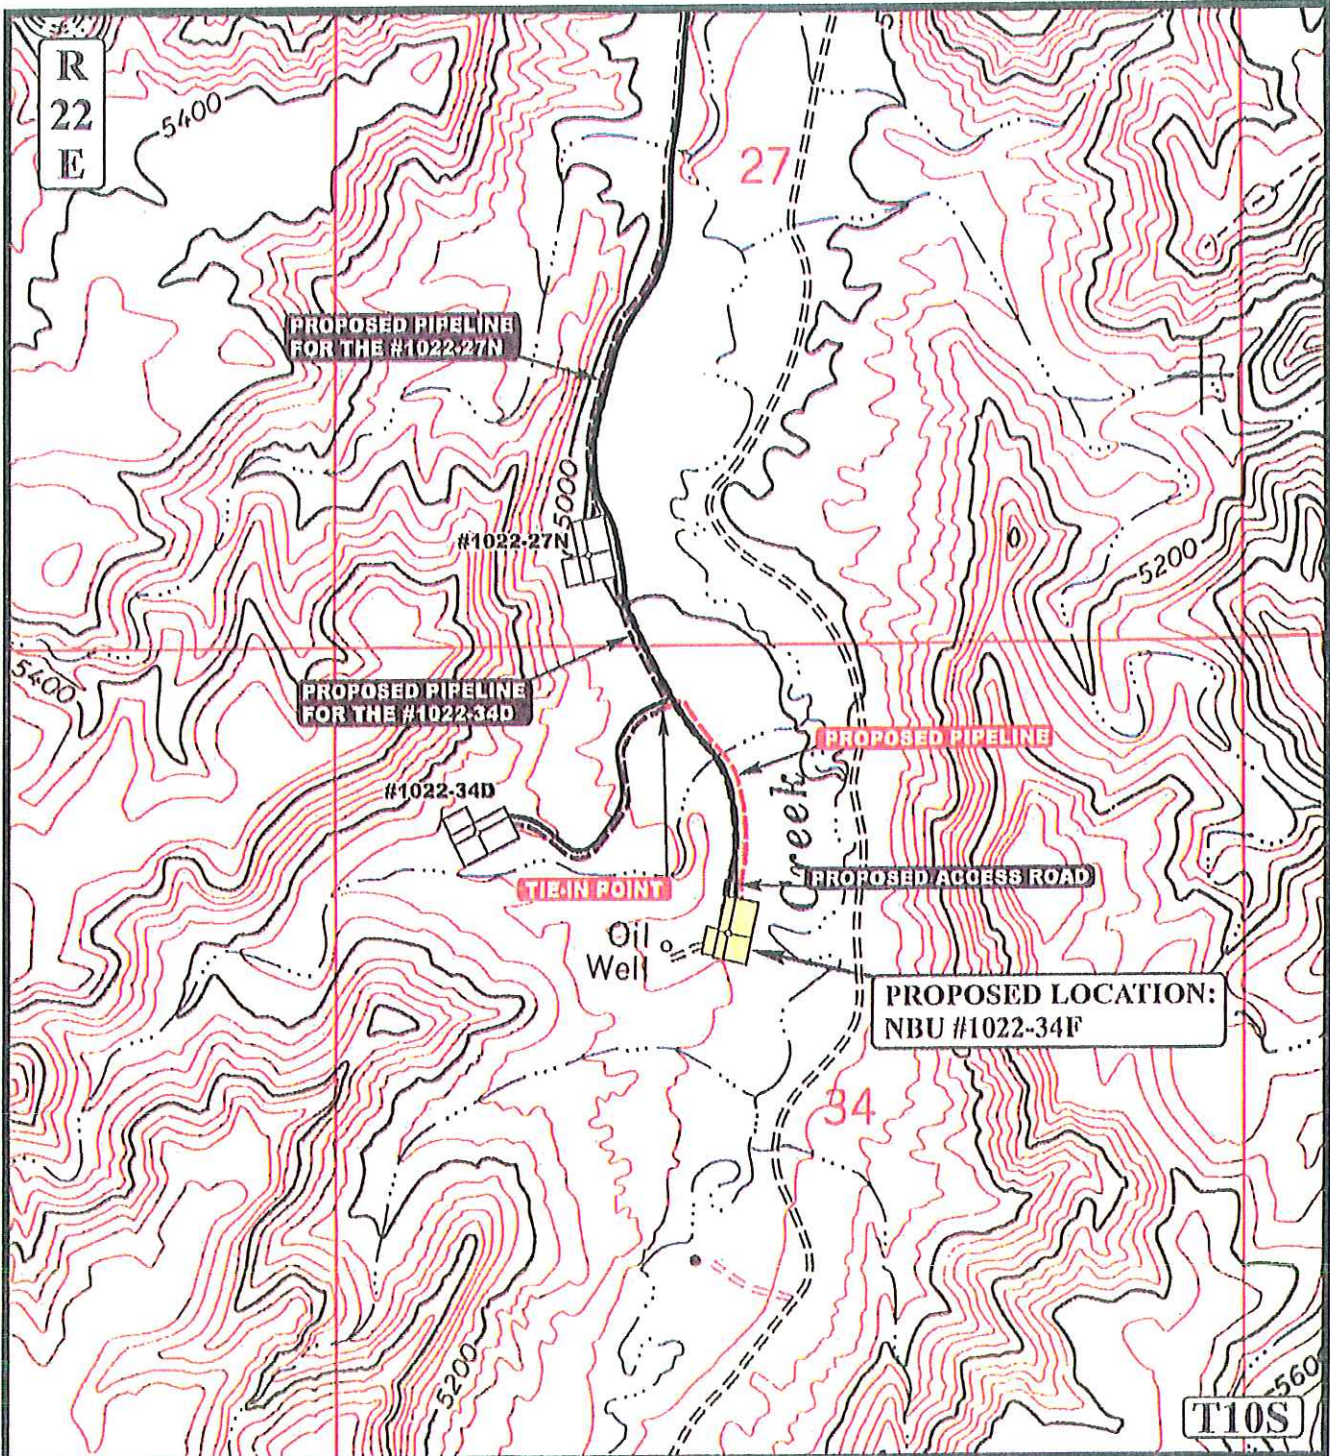 R
22
E
5400
27
PROPOSED PIPELINE
FOR THE #1022-27N
5000
#1022-27N
5200
5400
PROPOSED PIPELINE
FOR THE #1022-34D
PROPOSED PIPELINE
#1022-34D
Creek
TIE-IN POINT
PROPOSED ACCESS ROAD
Oil
Well
PROPOSED LOCATION:
NBU #1022-34F
34
5200
560
T10S